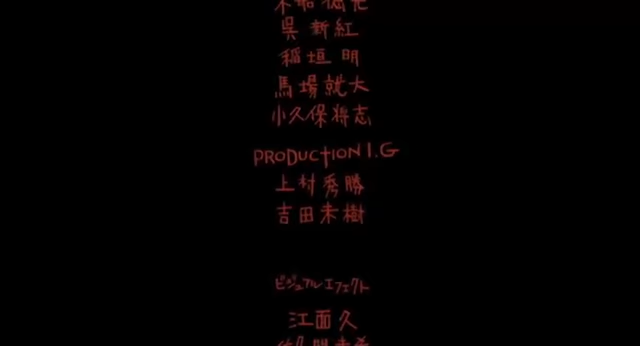 呉 新紅
稲垣 明
馬場就大
小久保将志
PRODUCTION I.G
上村秀勝
吉田未樹
ビジュアルエフェクト
江面久